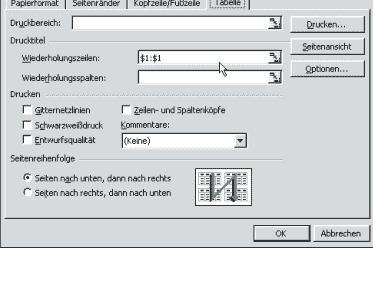 Papierformat Seitenränder Kopfzeile/Fußzeile Tabelle
Druckbereich: Drucken...
Drucktitel
Seitenansicht
Wiederholungszeilen: $1:$1
Optionen...
Wiederholungsspalten:
Drucken
Gitternetzlinien Zeilen- und Spaltenköpfe
Schwarzweißdruck Kommentare:
Entwurfsqualität (Keine)
Seitenreihenfolge
Seiten nach unten, dann nach rechts
Seiten nach rechts, dann nach unten
OK Abbrechen